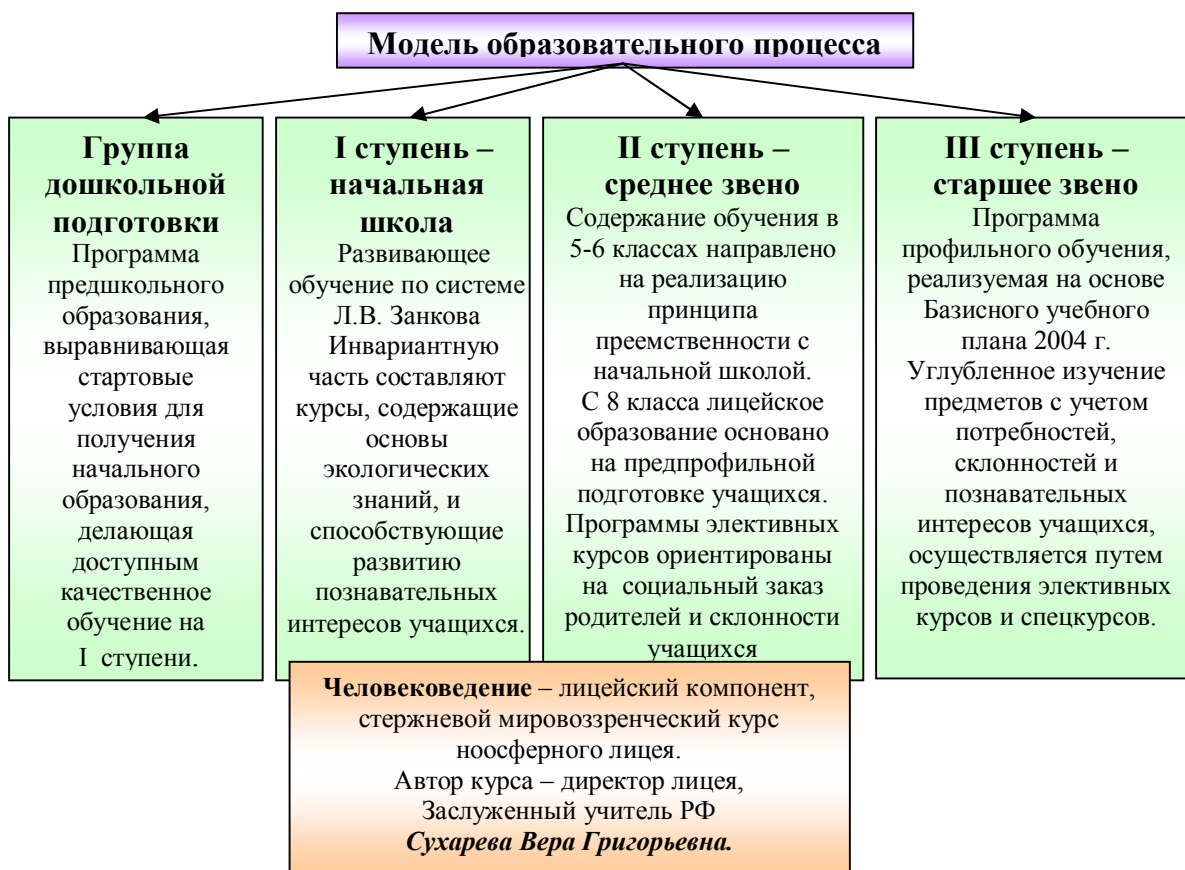 Модель образовательного процесса
Группа
дошкольной
подготовки
Программа
предшкольного
образования,
выравнивающая
стартовые
условия для
получения
начального
образования,
делающая
доступным
качественное
обучение на
I ступени.
I ступень –
начальная
школа
Развивающее
обучение по системе
Л.В. Занкова
Инвариантную
часть составляют
курсы, содержащие
основы
экологических
знаний, и
способствующие
развитию
познавательных
интересов учащихся.
II ступень –
среднее звено
Содержание обучения в
5-6 классах направлено
на реализацию
принципа
преемственности с
начальной школой.
С 8 класса лицейское
образование основано
на предпрофильной
подготовке учащихся.
Программы элективных
курсов ориентированы
на социальный заказ
родителей и склонности
учащихся
III ступень –
старшее звено
Программа
профильного обучения,
реализуемая на основе
Базисного учебного
плана 2004 г.
Углубленное изучение
предметов с учетом
потребностей,
склонностей и
познавательных
интересов учащихся,
осуществляется путем
проведения элективных
курсов и спецкурсов.
Человековедение – лицейский компонент,
стержневой мировоззренческий курс
ноосферного лицея.
Автор курса – директор лицея,
Заслуженный учитель РФ
Сухарева Вера Григорьевна.